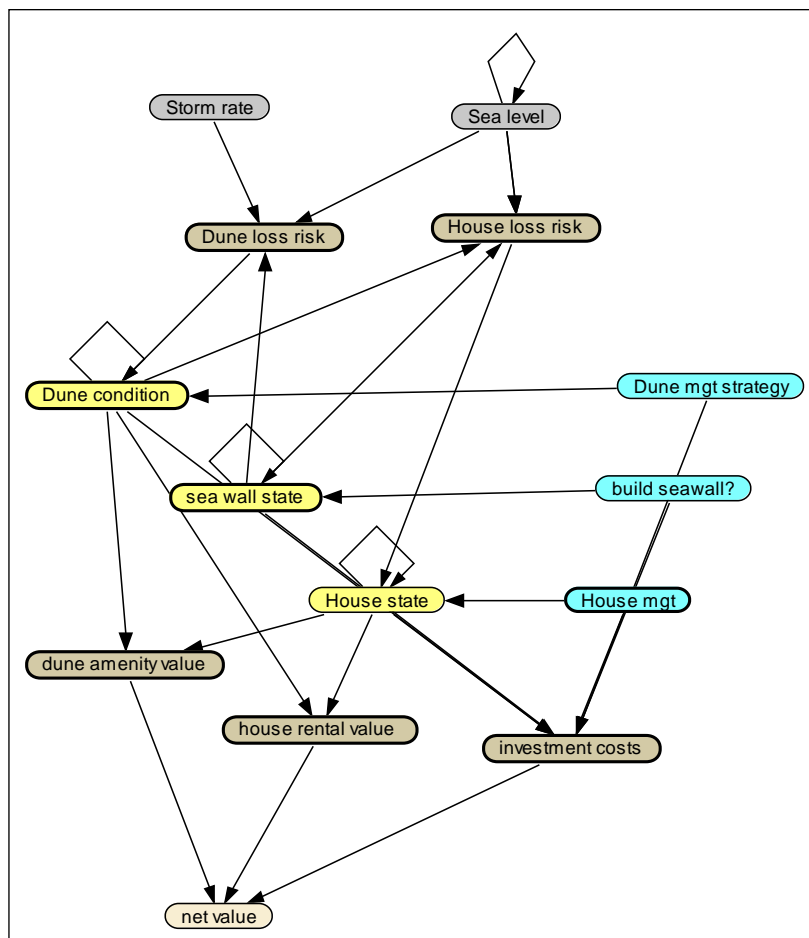 Storm rate
Sea level
Dune loss risk
House loss risk
Dune condition
Dune mgt strategy
sea wall state
build seawall?
House state
House mgt
dune amenity value
house rental value
investment costs
net value